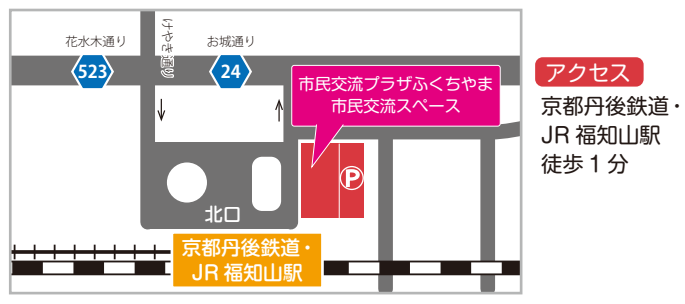 花水木通り
けやき通り
お城通り
523
24
市民交流プラザふくちやま
市民交流スペース
P
北口
京都丹後鉄道・
JR 福知山駅
アクセス
京都丹後鉄道・
JR 福知山駅
徒歩 1 分